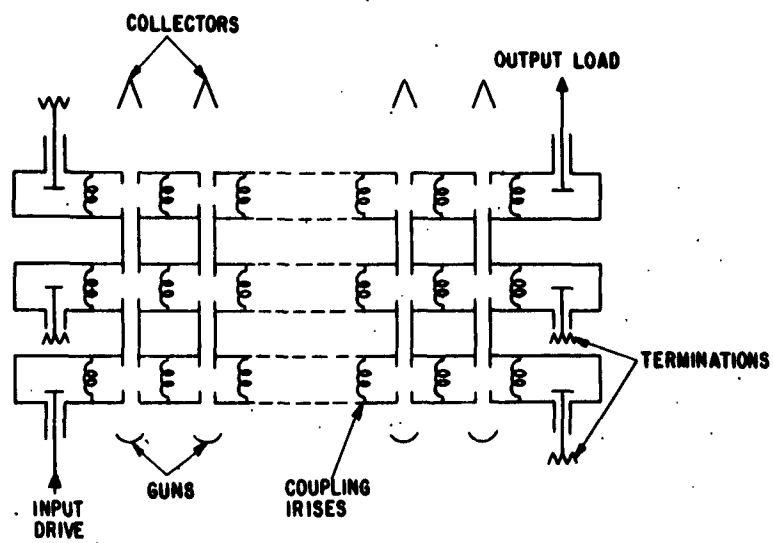 COLLECTORS
OUTPUT LOAD
TERMINATIONS
GUNS
COUPLING
IRISES
INPUT
DRIVE